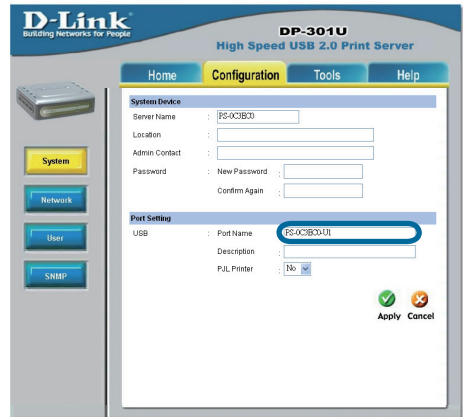 D-Link
Building Networks for People
DP-301U
High Speed USB 2.0 Print Server
Home Configuration Tools Help
System Device
Server Name : PS-0C3BC0
Location :
Admin Contact :
Password : New Password :
Confirm Again :
Port Setting
USB : Port Name : PS-0C3BC0-U1
Description :
PJL Printer : No
Apply Cancel
System
Network
User
SNMP